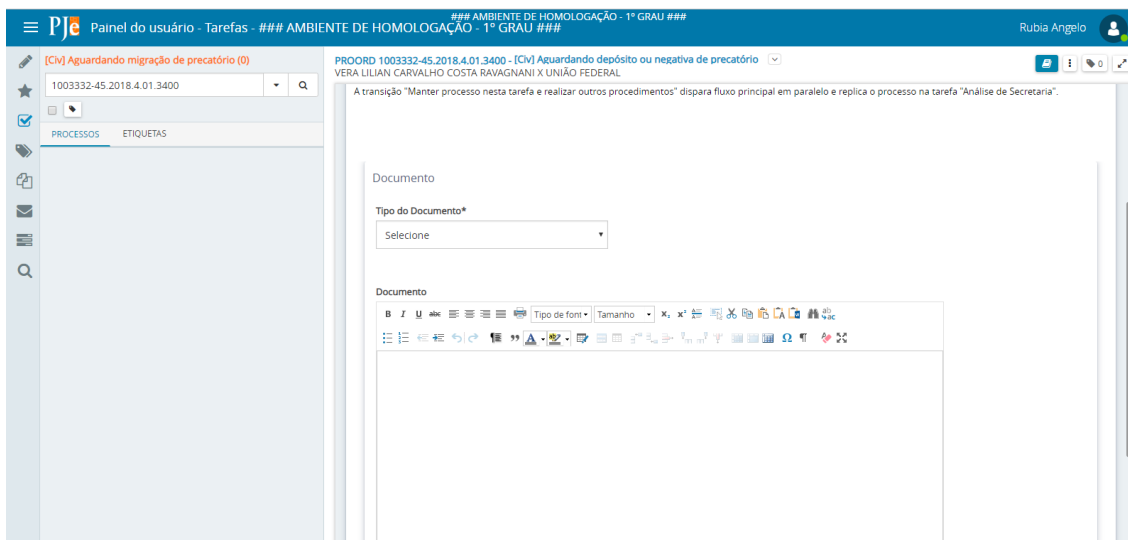 ### AMBIENTE DE HOMOLOGAÇÃO - 1º GRAU ###
PJe Painel do usuário - Tarefas - ### AMBIENTE DE HOMOLOGAÇÃO - 1º GRAU ###
Rubia Angelo
[Civ] Aguardando migração de precatório (0)
1003332-45.2018.4.01.3400
PROCESSOS
ETIQUETAS
PROORD 1003332-45.2018.4.01.3400 - [Civ] Aguardando depósito ou negativa de precatório
VERA LILIAN CARVALHO COSTA RAVAGNANI X UNIÃO FEDERAL
0
A transição "Manter processo nesta tarefa e realizar outros procedimentos" dispara fluxo principal em paralelo e replica o processo na tarefa "Análise de Secretaria".
Documento
Tipo do Documento*
Selecione
Documento
B I U abc Tipo de font Tamanho X₂ x²
A Ω ¶